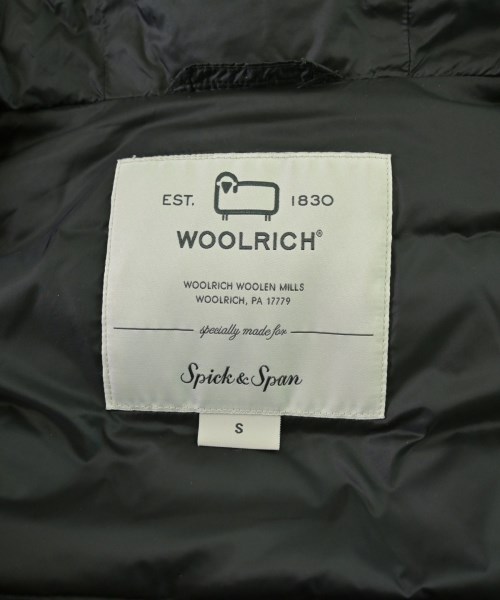 EST. 1830
WOOLRICH®
WOOLRICH WOOLEN MILLS
WOOLRICH, PA 17779
specially made for
Spick & Span
S